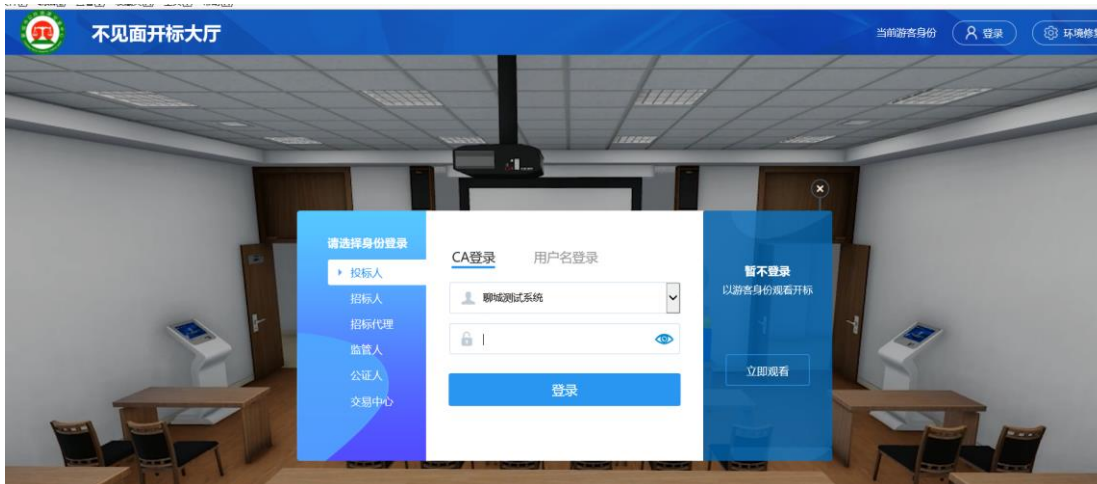 不见面开标大厅
当前游客身份
登录
环境修
请选择身份登录
投标人
招标人
招标代理
监管人
公证人
交易中心
CA登录
用户名登录
聊城测试系统
登录
暂不登录
以游客身份观看开标
立即观看